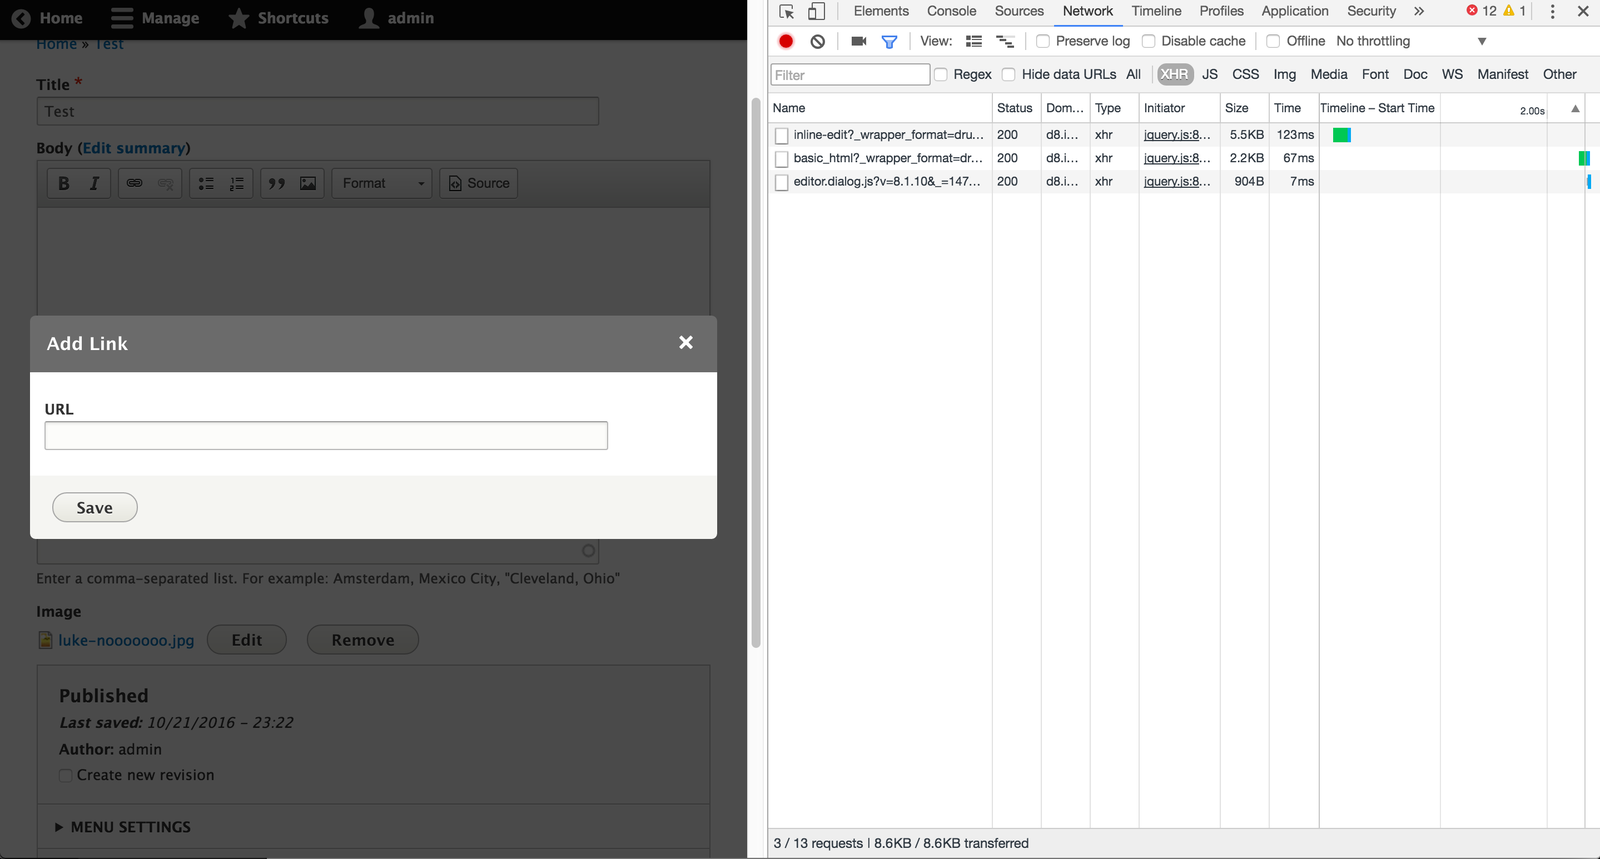 Home Manage Shortcuts admin
Home » Test
Title *
Test
Body (Edit summary)
B I Format Source
Add Link ×
URL
Save
Enter a comma-separated list. For example: Amsterdam, Mexico City, "Cleveland, Ohio"
Image
luke-nooooooo.jpg Edit Remove
Published
Last saved: 10/21/2016 - 23:22
Author: admin
Create new revision
MENU SETTINGS
Elements Console Sources Network Timeline Profiles Application Security » 12 1
View: Preserve log Disable cache Offline No throttling
Filter Regex Hide data URLs All XHR JS CSS Img Media Font Doc WS Manifest Other
Name Status Dom... Type Initiator Size Time Timeline – Start Time 2.00s
inline-edit?_wrapper_format=dru... 200 d8.i... xhr jquery.js:8... 5.5KB 123ms
basic_html?_wrapper_format=dr... 200 d8.i... xhr jquery.js:8... 2.2KB 67ms
editor.dialog.js?v=8.1.10&_=147... 200 d8.i... xhr jquery.js:8... 904B 7ms
3 / 13 requests | 8.6KB / 8.6KB transferred